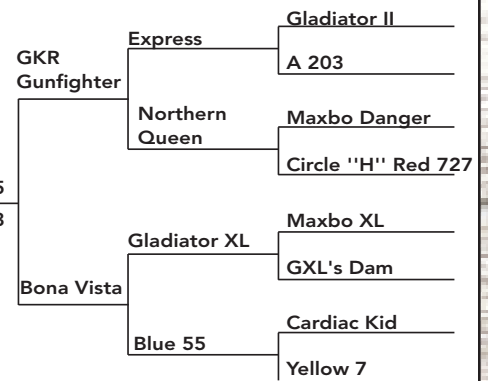 Gladiator II
Express
A 203
GKR
Gunfighter
Northern
Queen
Maxbo Danger
Circle "H" Red 727
Maxbo XL
Gladiator XL
GXL's Dam
Bona Vista
Cardiac Kid
Blue 55
Yellow 7